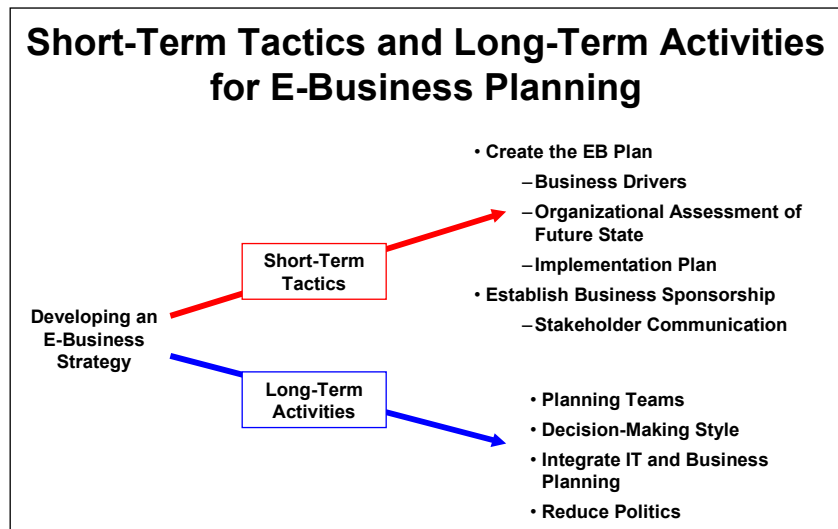 Short-Term Tactics and Long-Term Activities
for E-Business Planning
• Create the EB Plan
–Business Drivers
–Organizational Assessment of
Future State
–Implementation Plan
• Establish Business Sponsorship
–Stakeholder Communication
Short-Term
Tactics
Developing an
E-Business
Strategy
Long-Term
Activities
• Planning Teams
• Decision-Making Style
• Integrate IT and Business
Planning
• Reduce Politics